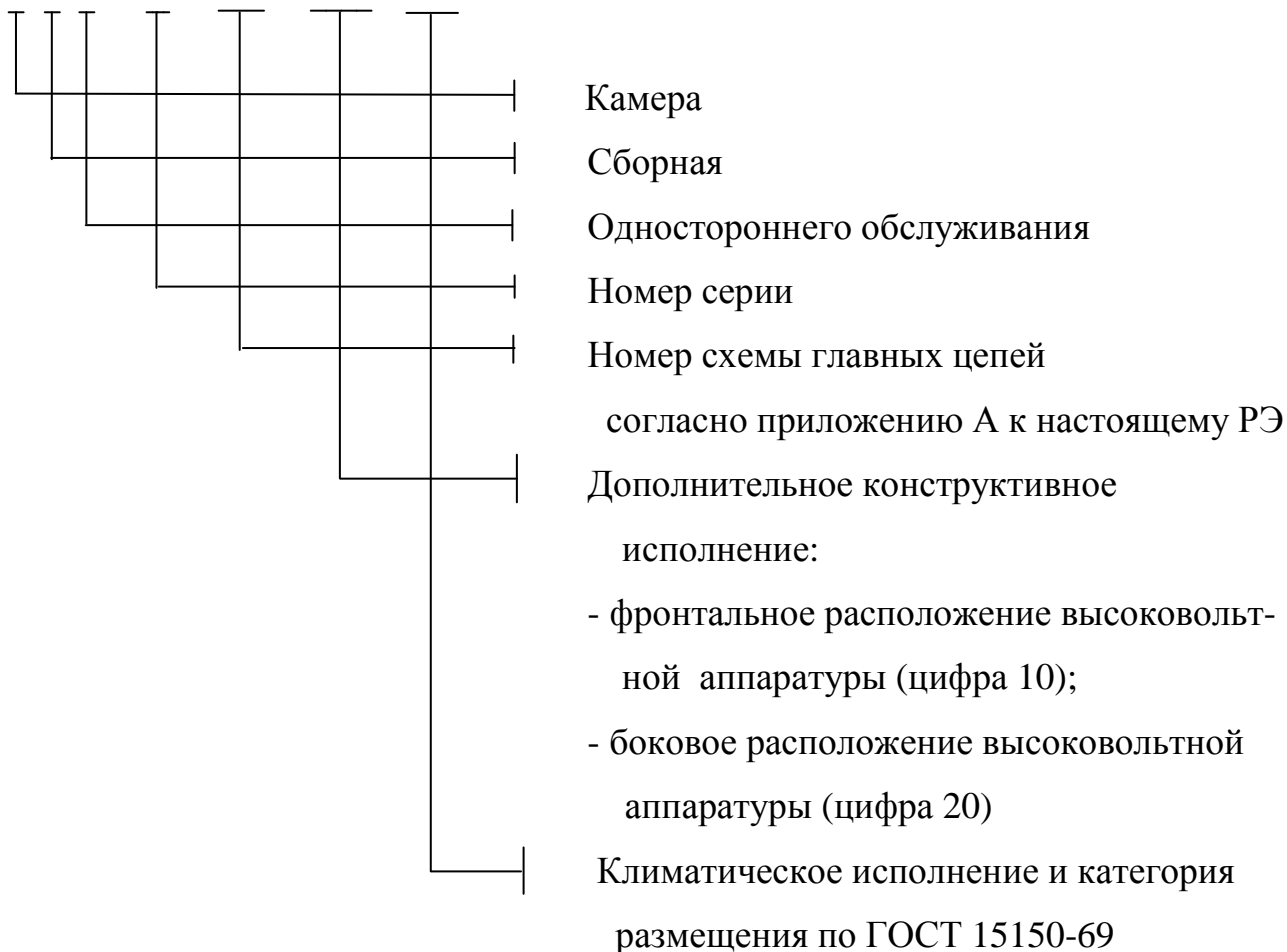 Камера
Сборная
Одностороннего обслуживания
Номер серии
Номер схемы главных цепей
согласно приложению А к настоящему РЭ
Дополнительное конструктивное
исполнение:
- фронтальное расположение высоковольт-
ной аппаратуры (цифра 10);
- боковое расположение высоковольтной
аппаратуры (цифра 20)
Климатическое исполнение и категория
размещения по ГОСТ 15150-69